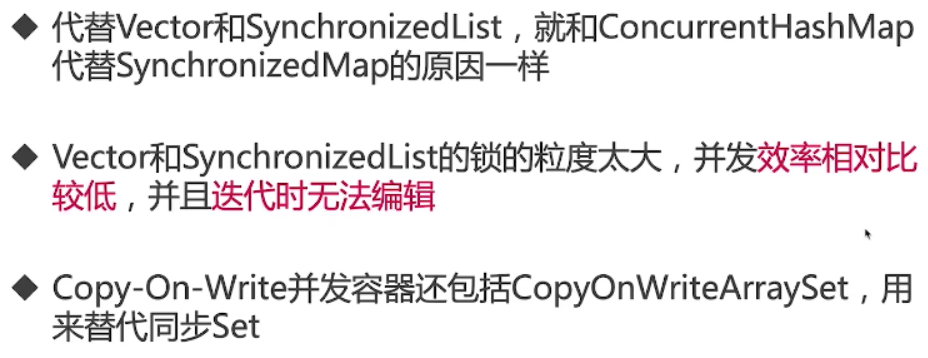 ◆ 代替Vector和SynchronizedList，就和ConcurrentHashMap
代替SynchronizedMap的原因一样
◆ Vector和SynchronizedList的锁的粒度太大，并发效率相对比
较低，并且迭代时无法编辑
◆ Copy-On-Write并发容器还包括CopyOnWriteArraySet，用
来替代同步Set